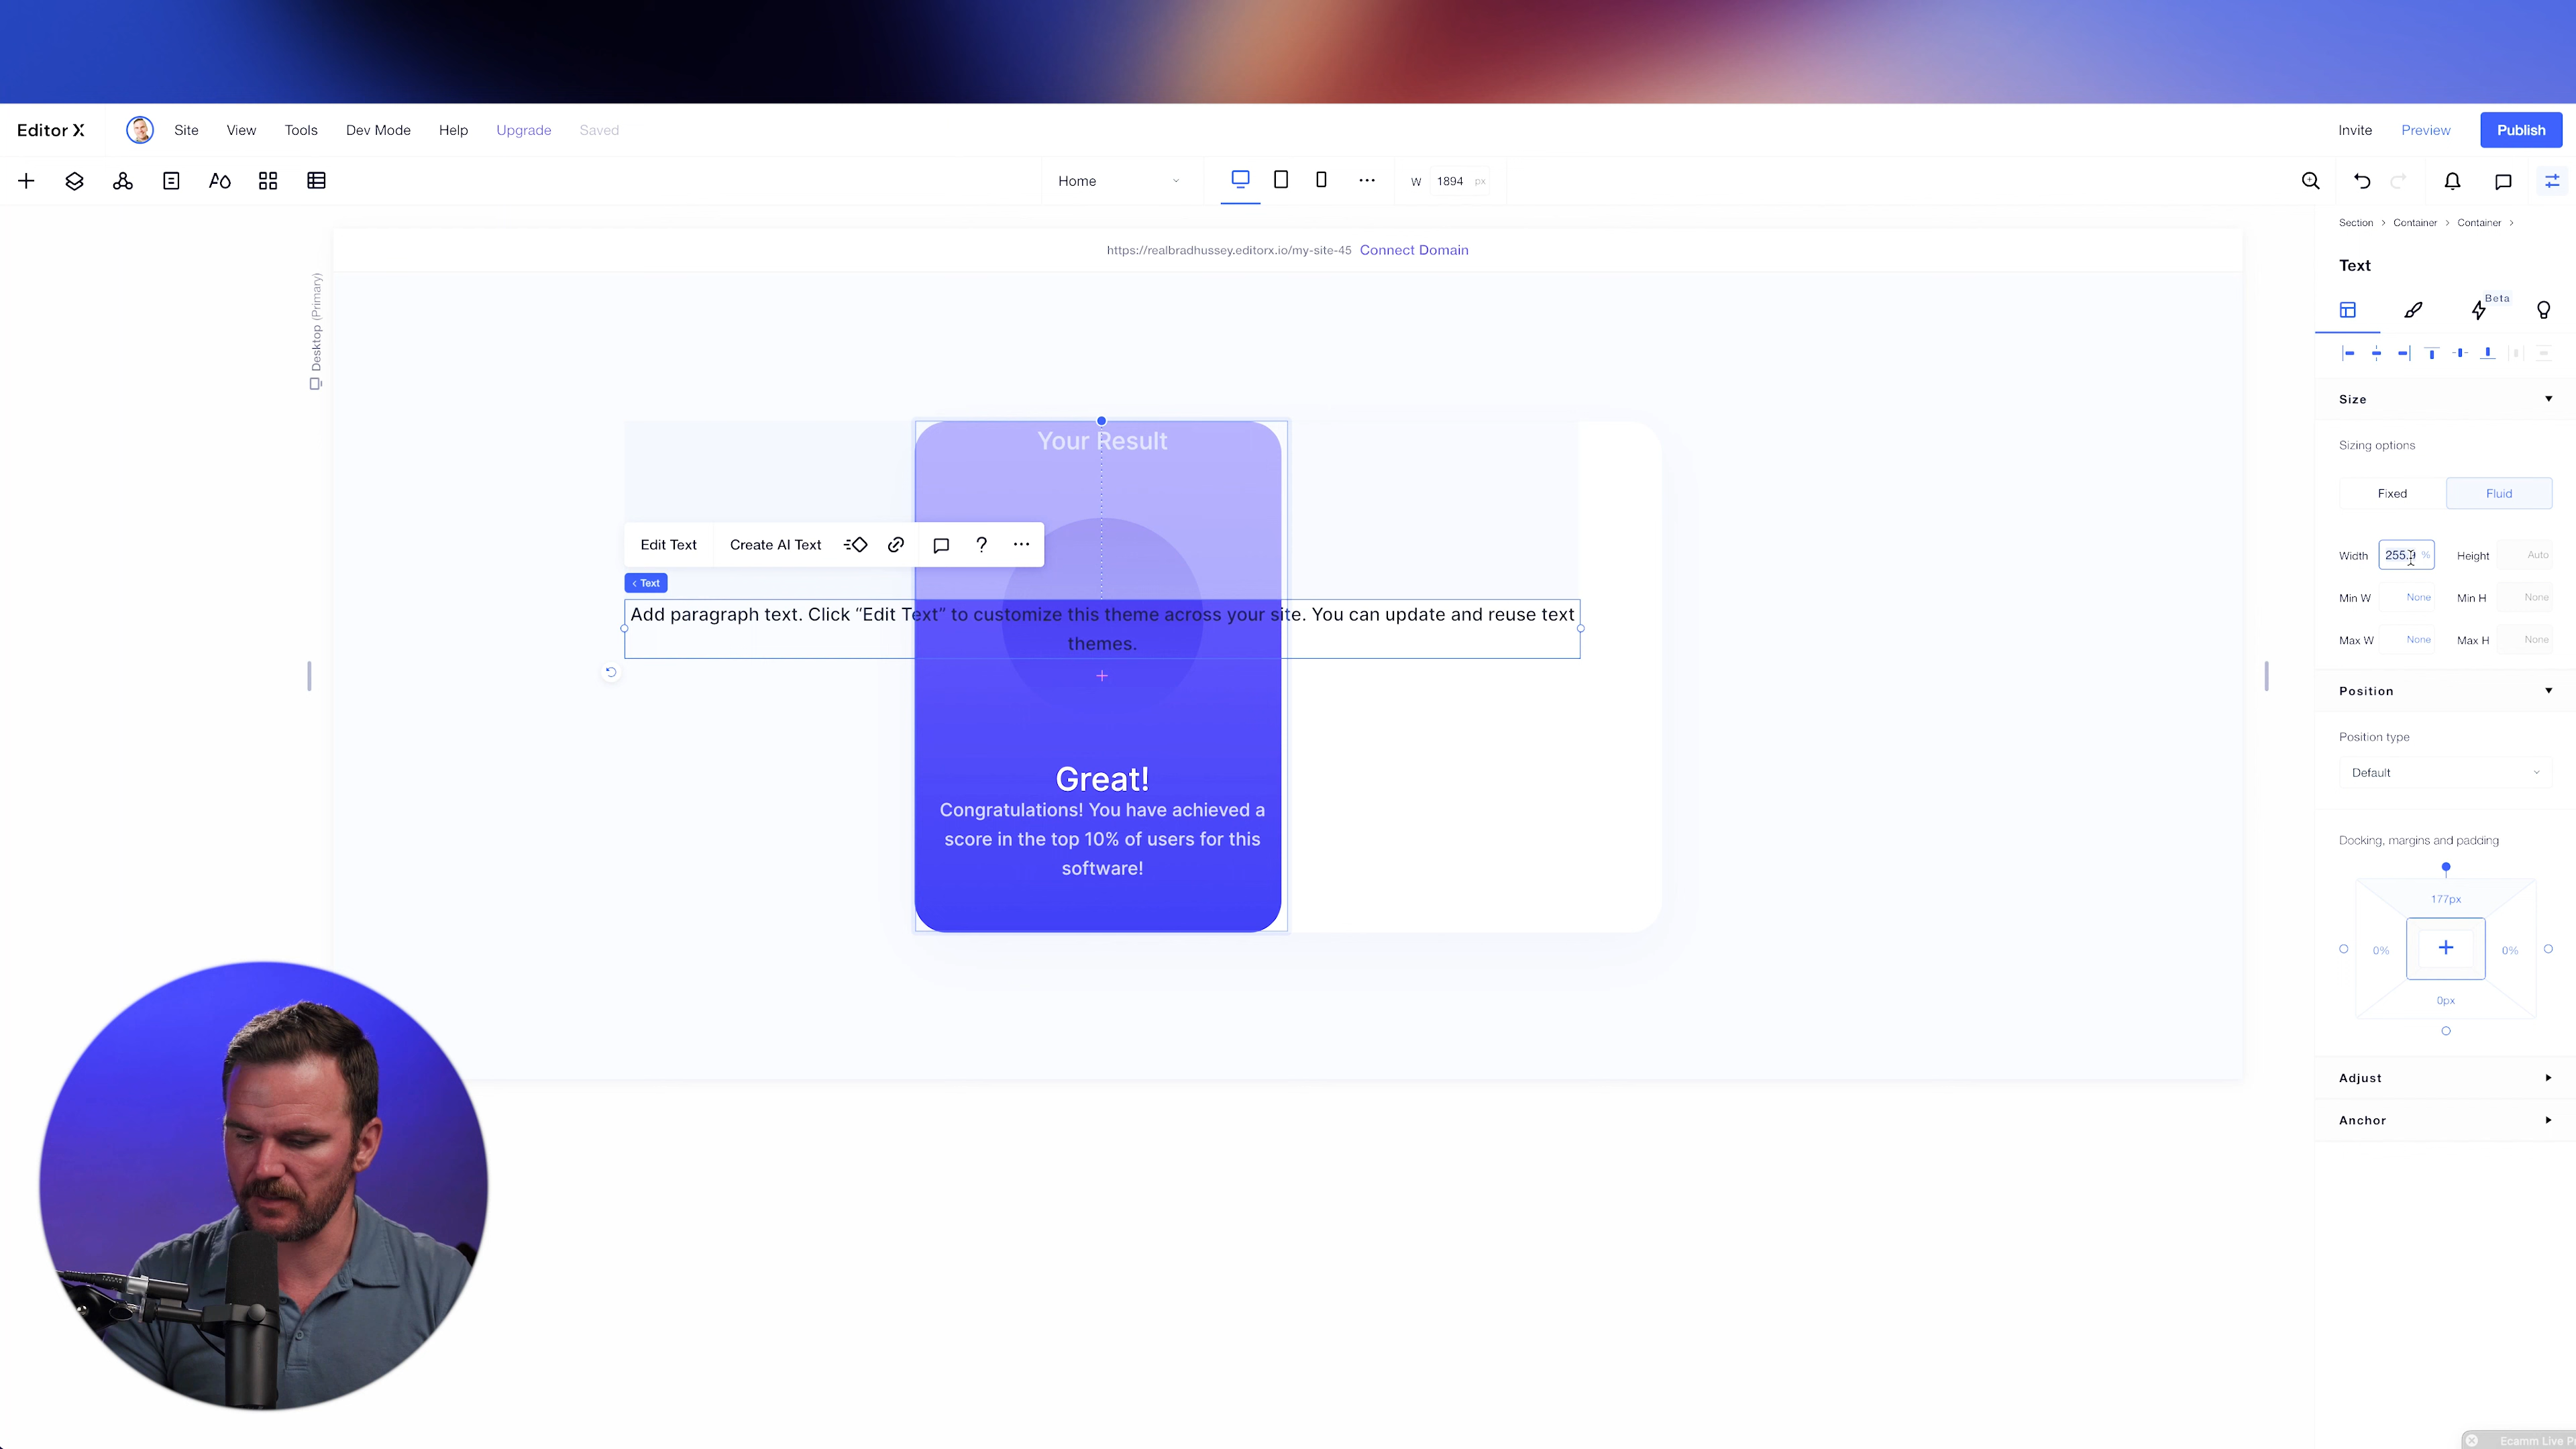 Editor X
Site
View
Tools
Dev Mode
Help
Upgrade
Saved
Invite
Preview
Publish
Home
W
1894
px
Section > Container > Container >
https://realbradhussey.editorx.io/my-site-45 Connect Domain
Text
Beta
Desktop (Primary)
Size
Sizing options
Fixed
Fluid
Width
%
Height
Auto
Min W
None
Min H
None
Max W
None
Max H
None
Your Result
Edit Text
Create AI Text
< Text
Add paragraph text. Click “Edit Text” to customize this theme across your site. You can update and reuse text
themes.
Great!
Congratulations! You have achieved a
score in the top 10% of users for this
software!
Position
Position type
Default
Docking, margins and padding
177px
0%
0%
0px
Adjust
Anchor
Ecamm Live